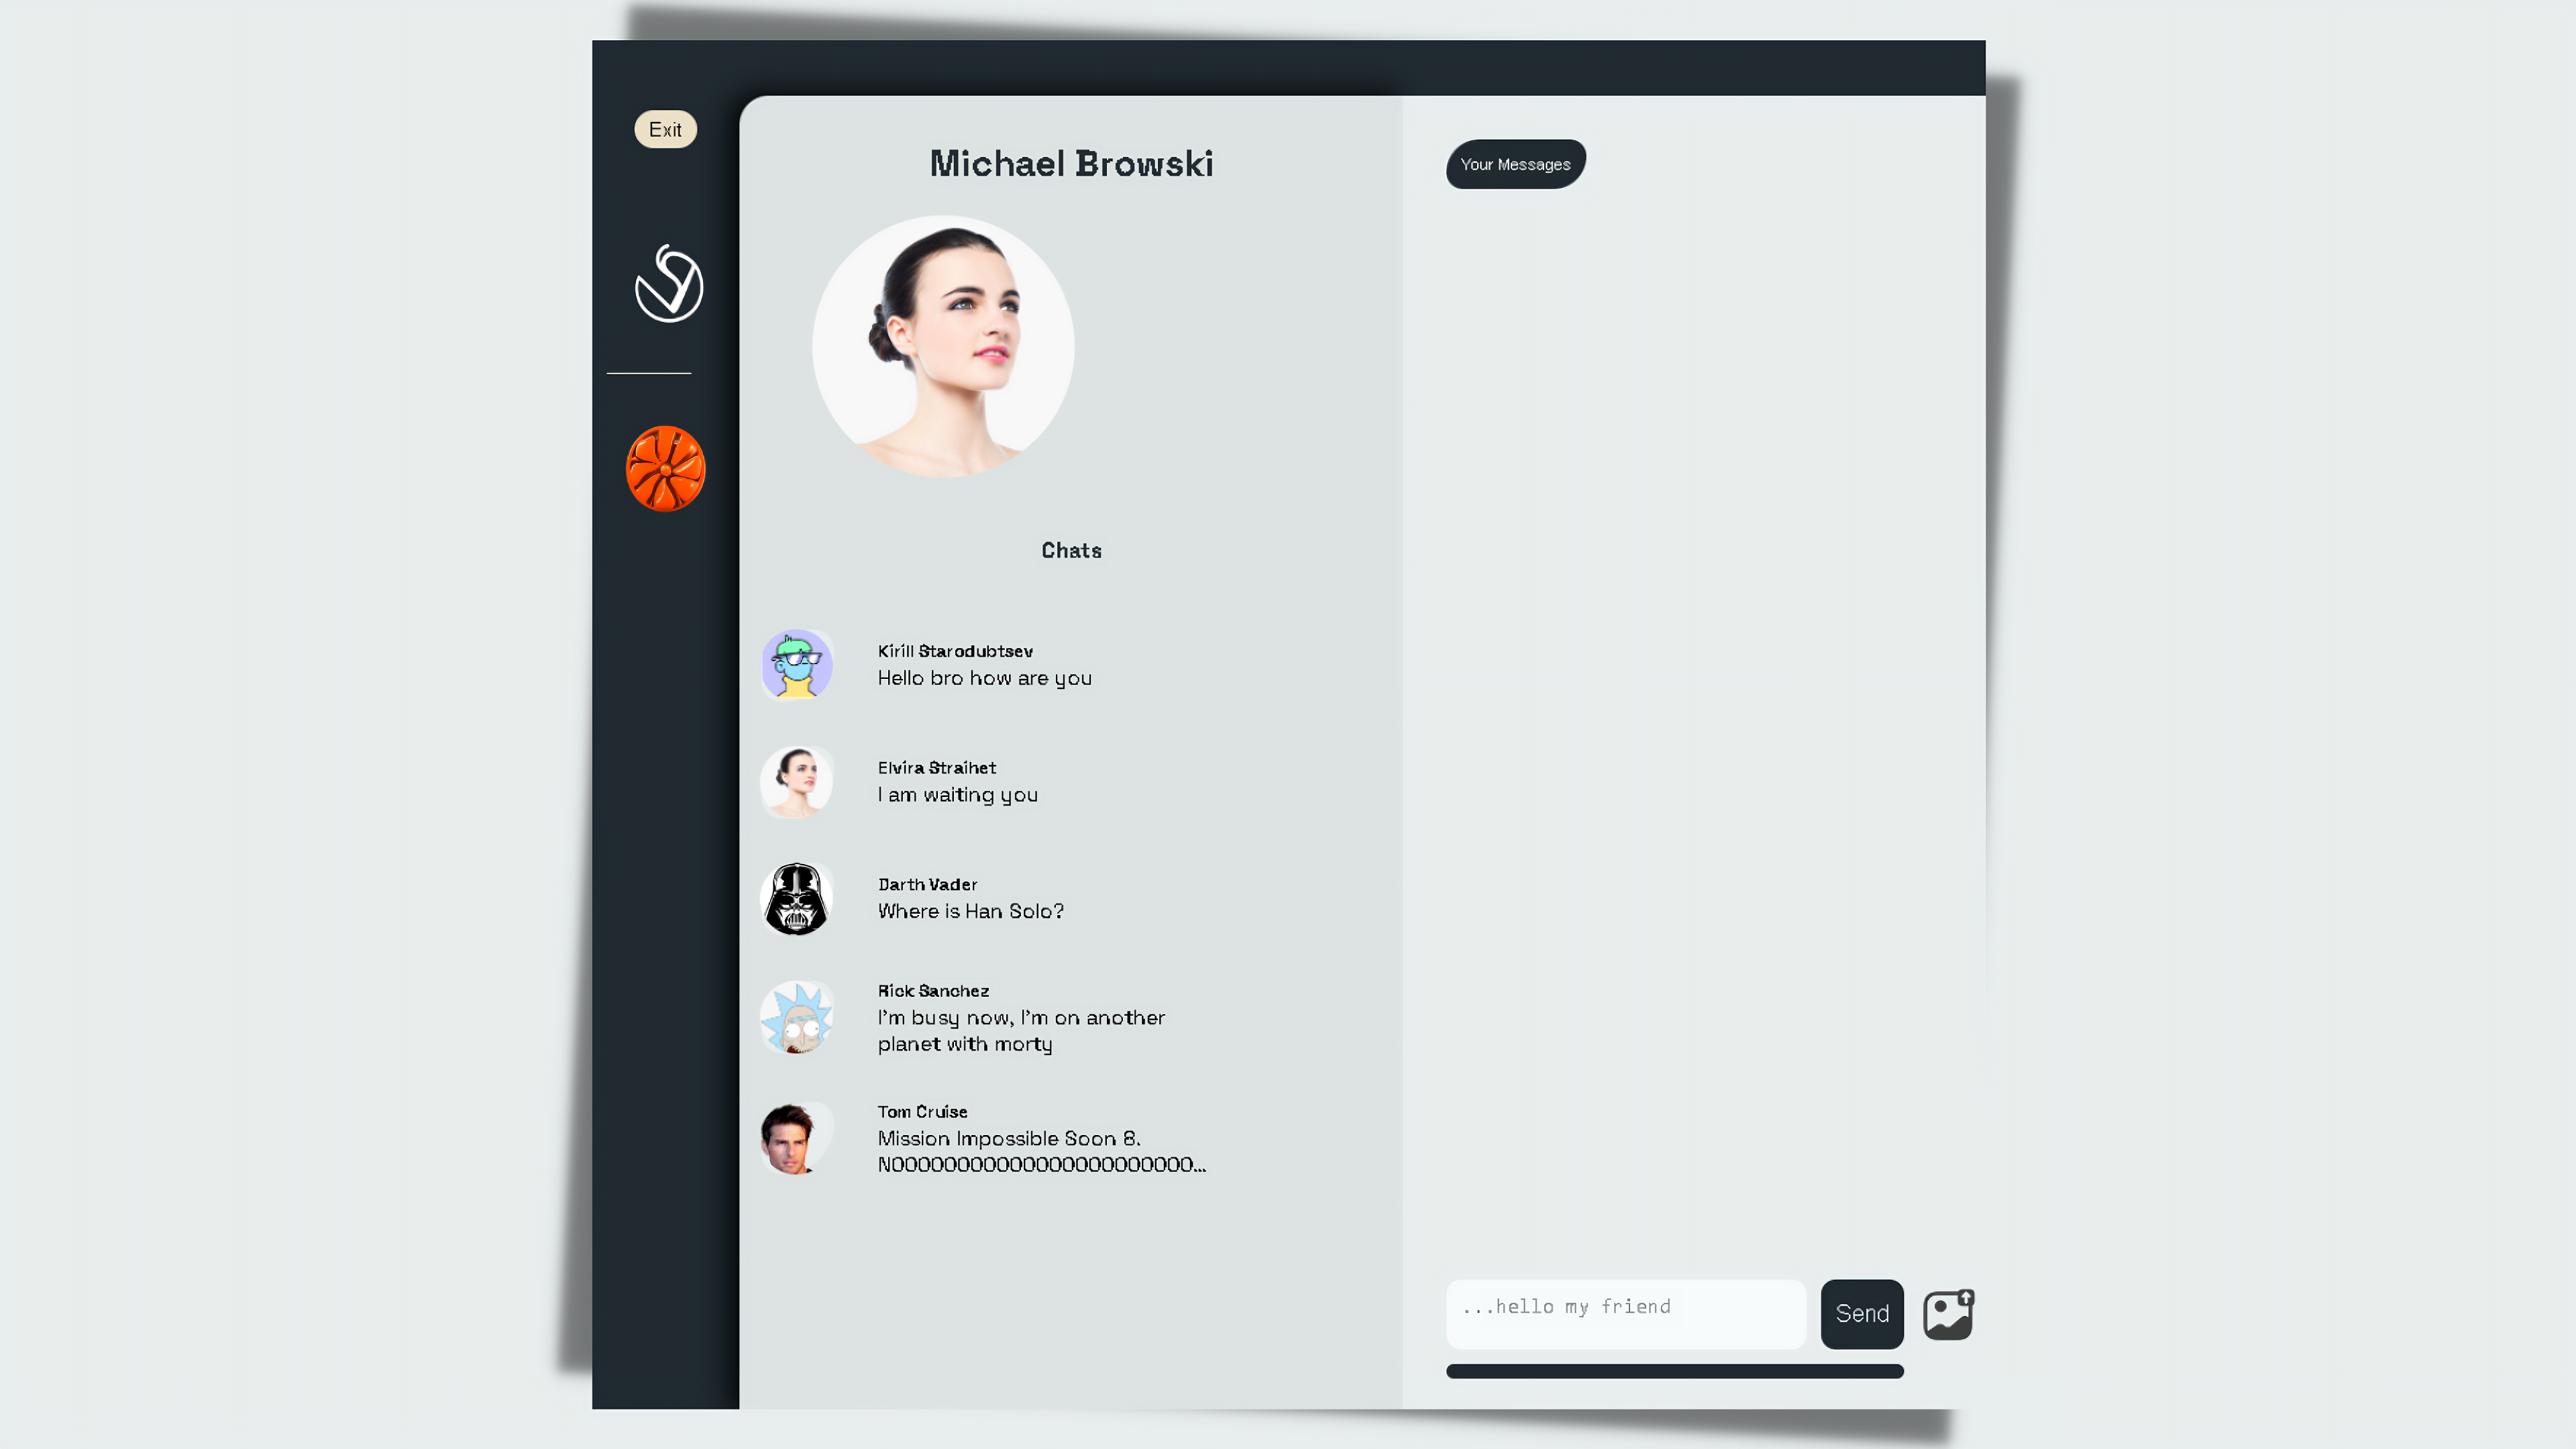 Exit
Michael Browski
Your Messages
Chats
Kirill Starodubtsev
Hello bro how are you
Elvira Straihet
I am waiting you
Darth Vader
Where is Han Solo?
Rick Sanchez
I'm busy now, I'm on another
planet with morty
Tom Cruise
Mission Impossible Soon 8.
NOOOOOOOOOOOOOOOOOOOOOOO...
...hello my friend
Send